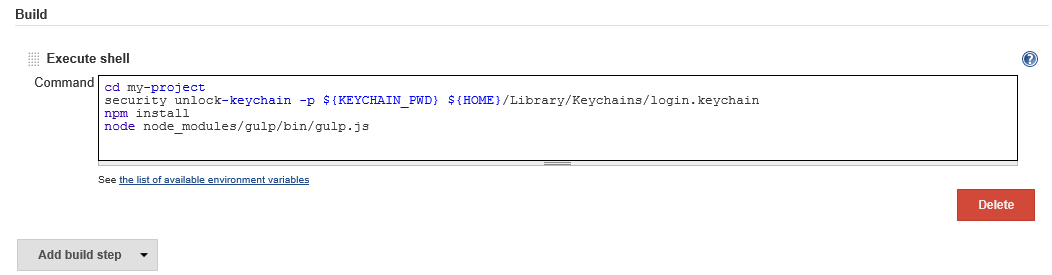 Build
Execute shell
?
Command
cd my-project
security unlock-keychain -p ${KEYCHAIN_PWD} ${HOME}/Library/Keychains/login.keychain
npm install
node node_modules/gulp/bin/gulp.js
See the list of available environment variables
Delete
Add build step